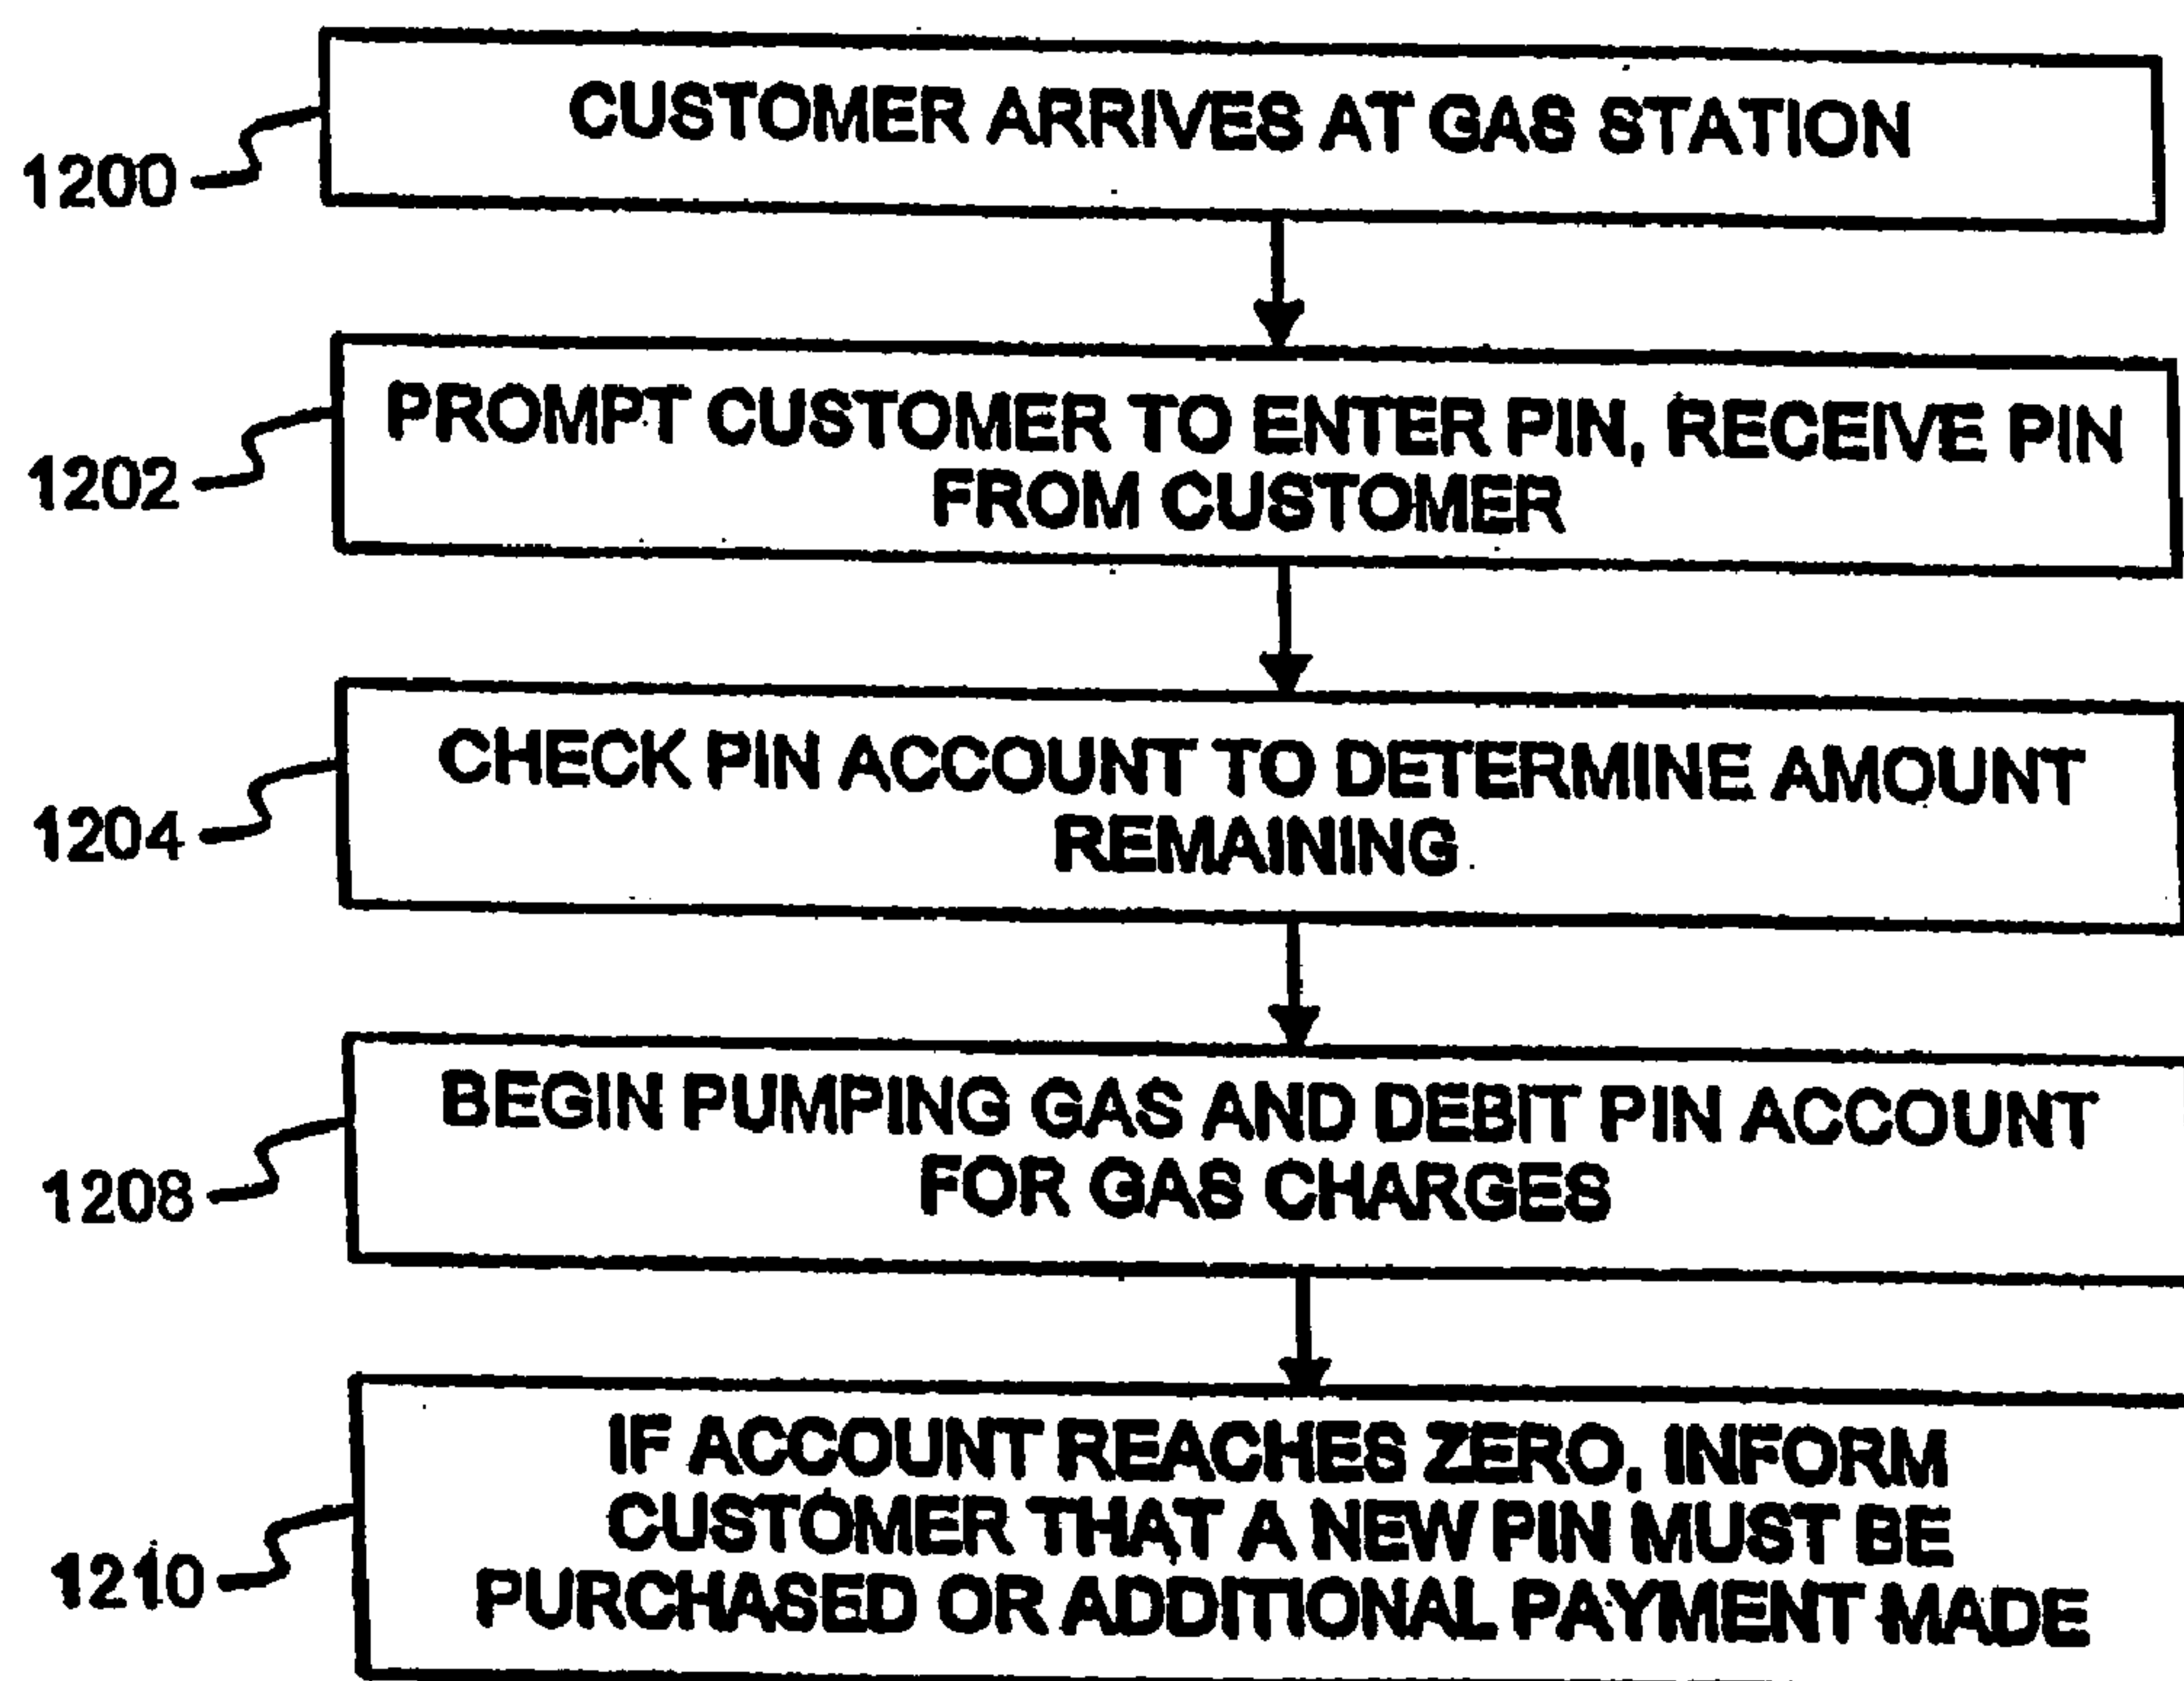 CUSTOMER ARRIVES AT GAS STATION
1200
PROMPT CUSTOMER TO ENTER PIN, RECEIVE PIN
FROM CUSTOMER
1202
CHECK PIN ACCOUNT TO DETERMINE AMOUNT
REMAINING
1204
BEGIN PUMPING GAS AND DEBIT PIN ACCOUNT
FOR GAS CHARGES
1208
IF ACCOUNT REACHES ZERO, INFORM
CUSTOMER THAT A NEW PIN MUST BE
PURCHASED OR ADDITIONAL PAYMENT MADE
1210